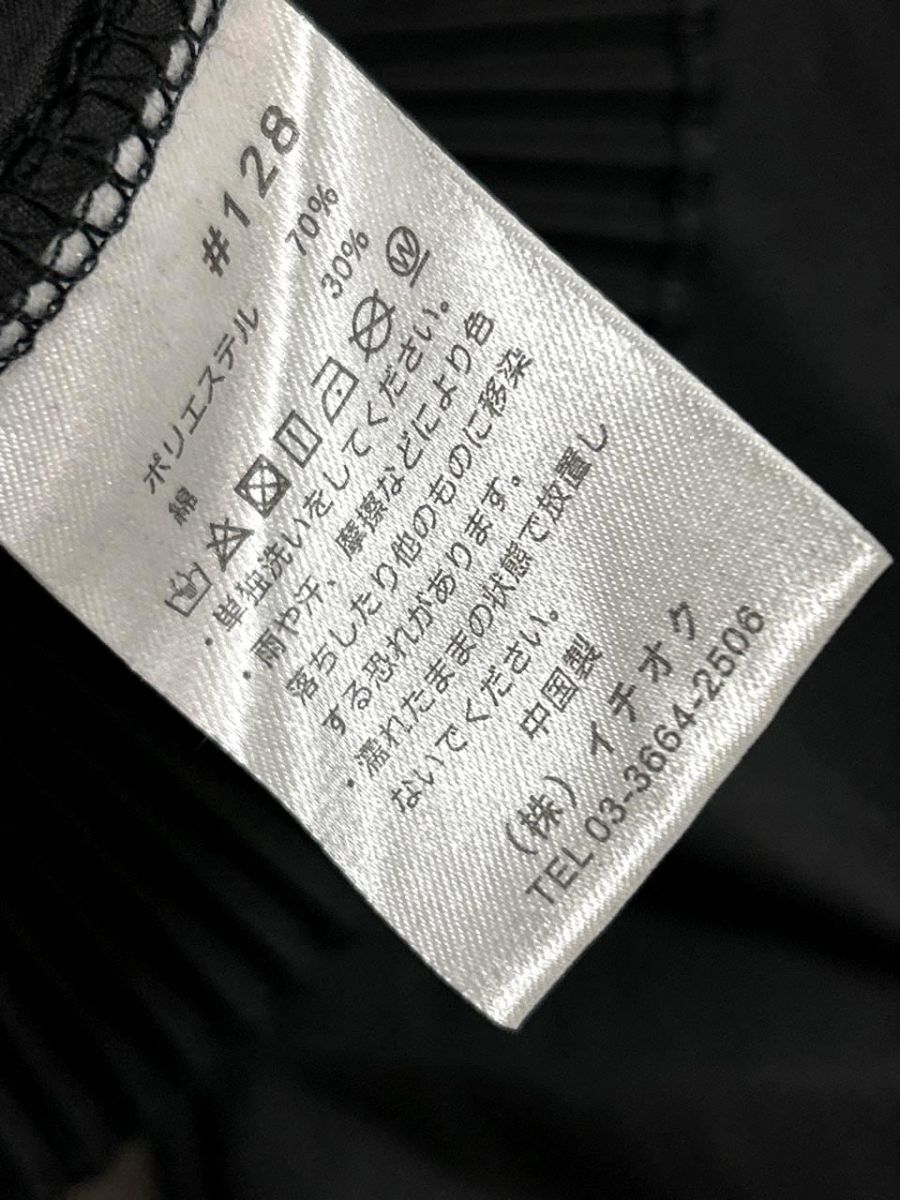 #128
ポリエステル 70%
綿 30%
・単独洗いをしてください。
・雨や汗、摩擦などにより色
落ちしたり他のものに移染
する恐れがあります。
・濡れたままの状態で放置し
ないでください。
中国製
(株)イチオク
TEL 03-3664-2506